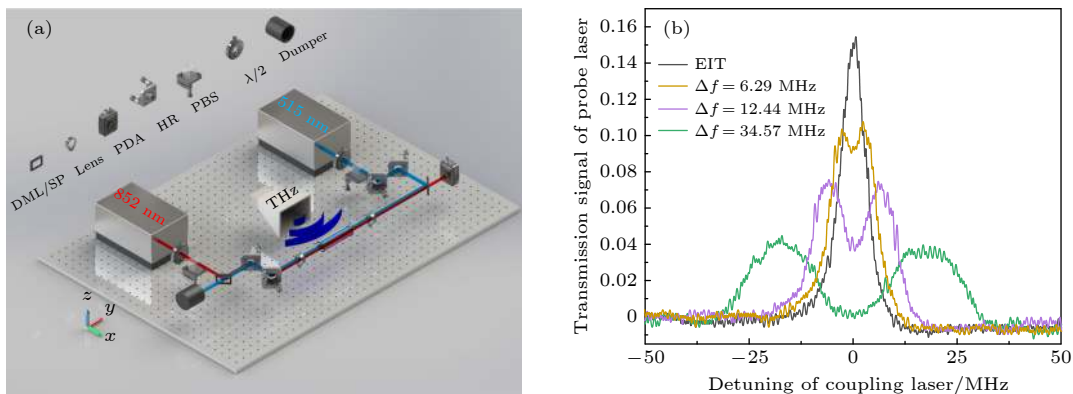 (a)
Dumper
λ/2
PBS
HR
PDA
Lens
DML/SP
515 nm
852 nm
THz
z
y
x
(b)
EIT
Δf = 6.29 MHz
Δf = 12.44 MHz
Δf = 34.57 MHz
Transmission signal of probe laser
0.16
0.14
0.12
0.10
0.08
0.06
0.04
0.02
0
−50
−25
0
25
50
Detuning of coupling laser/MHz